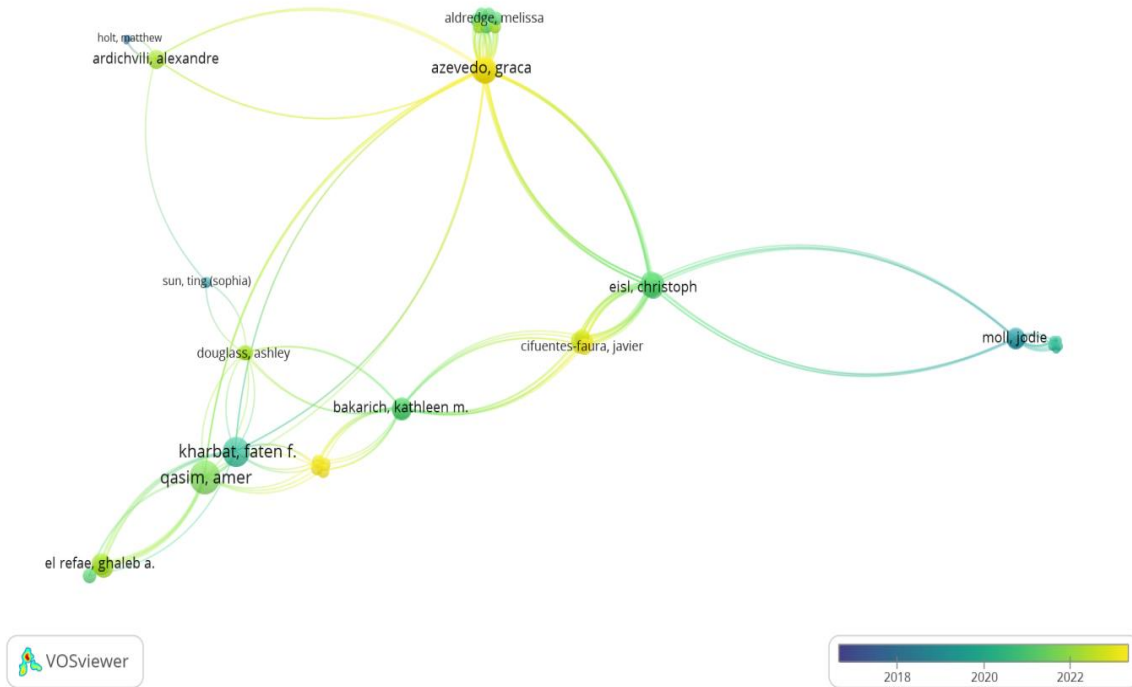 aldredge, melissa
holt, matthew
ardichvili, alexandre
azevedo, graca
sun, ting (sophia)
eisl, christoph
moll, jodie
cifuentes-faura, javier
douglass, ashley
bakarich, kathleen m.
kharbat, faten f.
qasim, amer
el refae, ghaleb a.
VOSviewer
2018 2020 2022